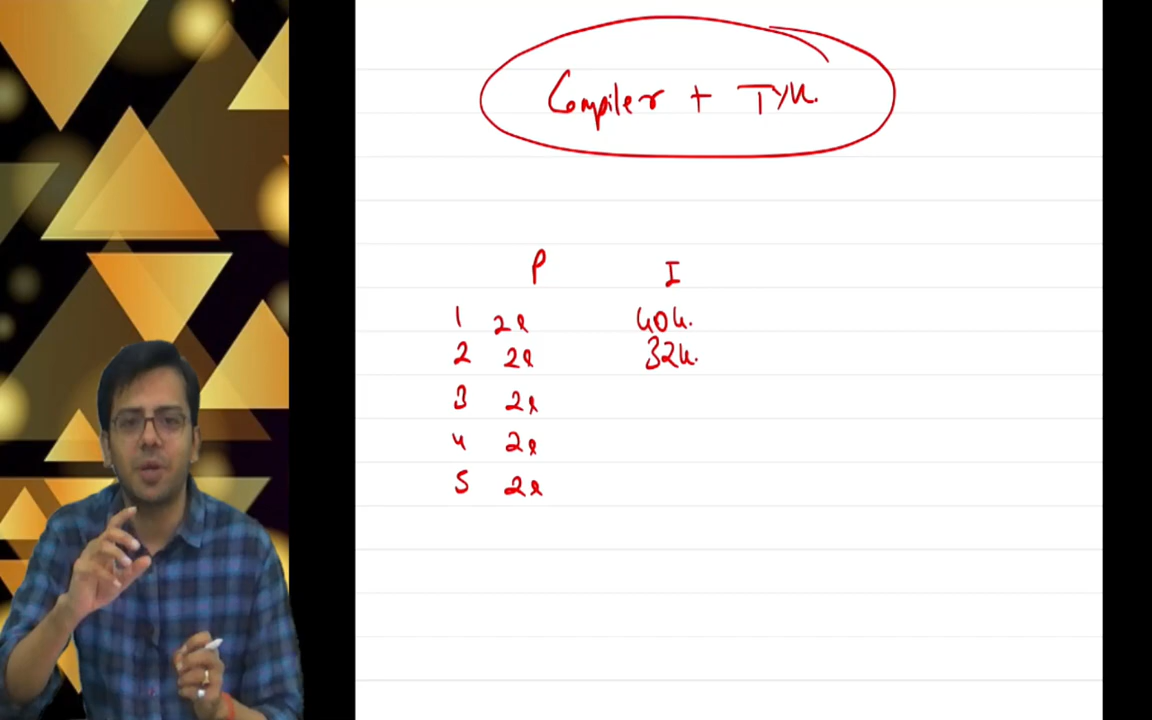 Compiler + TYK.
P I
1 2l 40k.
2 2l 32k.
3 2l
4 2l
5 2l